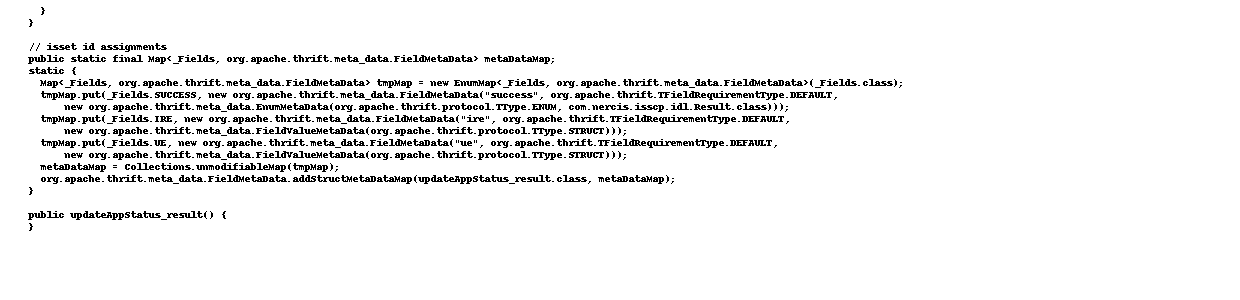 }
}
// isset id assignments
public static final Map<_Fields, org.apache.thrift.meta_data.FieldMetaData> metaDataMap;
static {
Map<_Fields, org.apache.thrift.meta_data.FieldMetaData> tmpMap = new EnumMap<_Fields, org.apache.thrift.meta_data.FieldMetaData>(_Fields.class);
tmpMap.put(_Fields.SUCCESS, new org.apache.thrift.meta_data.FieldMetaData("success", org.apache.thrift.TFieldRequirementType.DEFAULT,
new org.apache.thrift.meta_data.EnumMetaData(org.apache.thrift.protocol.TType.ENUM, com.nercis.isscp.idl.Result.class)));
tmpMap.put(_Fields.IRE, new org.apache.thrift.meta_data.FieldMetaData("ire", org.apache.thrift.TFieldRequirementType.DEFAULT,
new org.apache.thrift.meta_data.FieldValueMetaData(org.apache.thrift.protocol.TType.STRUCT)));
tmpMap.put(_Fields.UE, new org.apache.thrift.meta_data.FieldMetaData("ue", org.apache.thrift.TFieldRequirementType.DEFAULT,
new org.apache.thrift.meta_data.FieldValueMetaData(org.apache.thrift.protocol.TType.STRUCT)));
metaDataMap = Collections.unmodifiableMap(tmpMap);
org.apache.thrift.meta_data.FieldMetaData.addStructMetaDataMap(updateAppStatus_result.class, metaDataMap);
}
public updateAppStatus_result() {
}